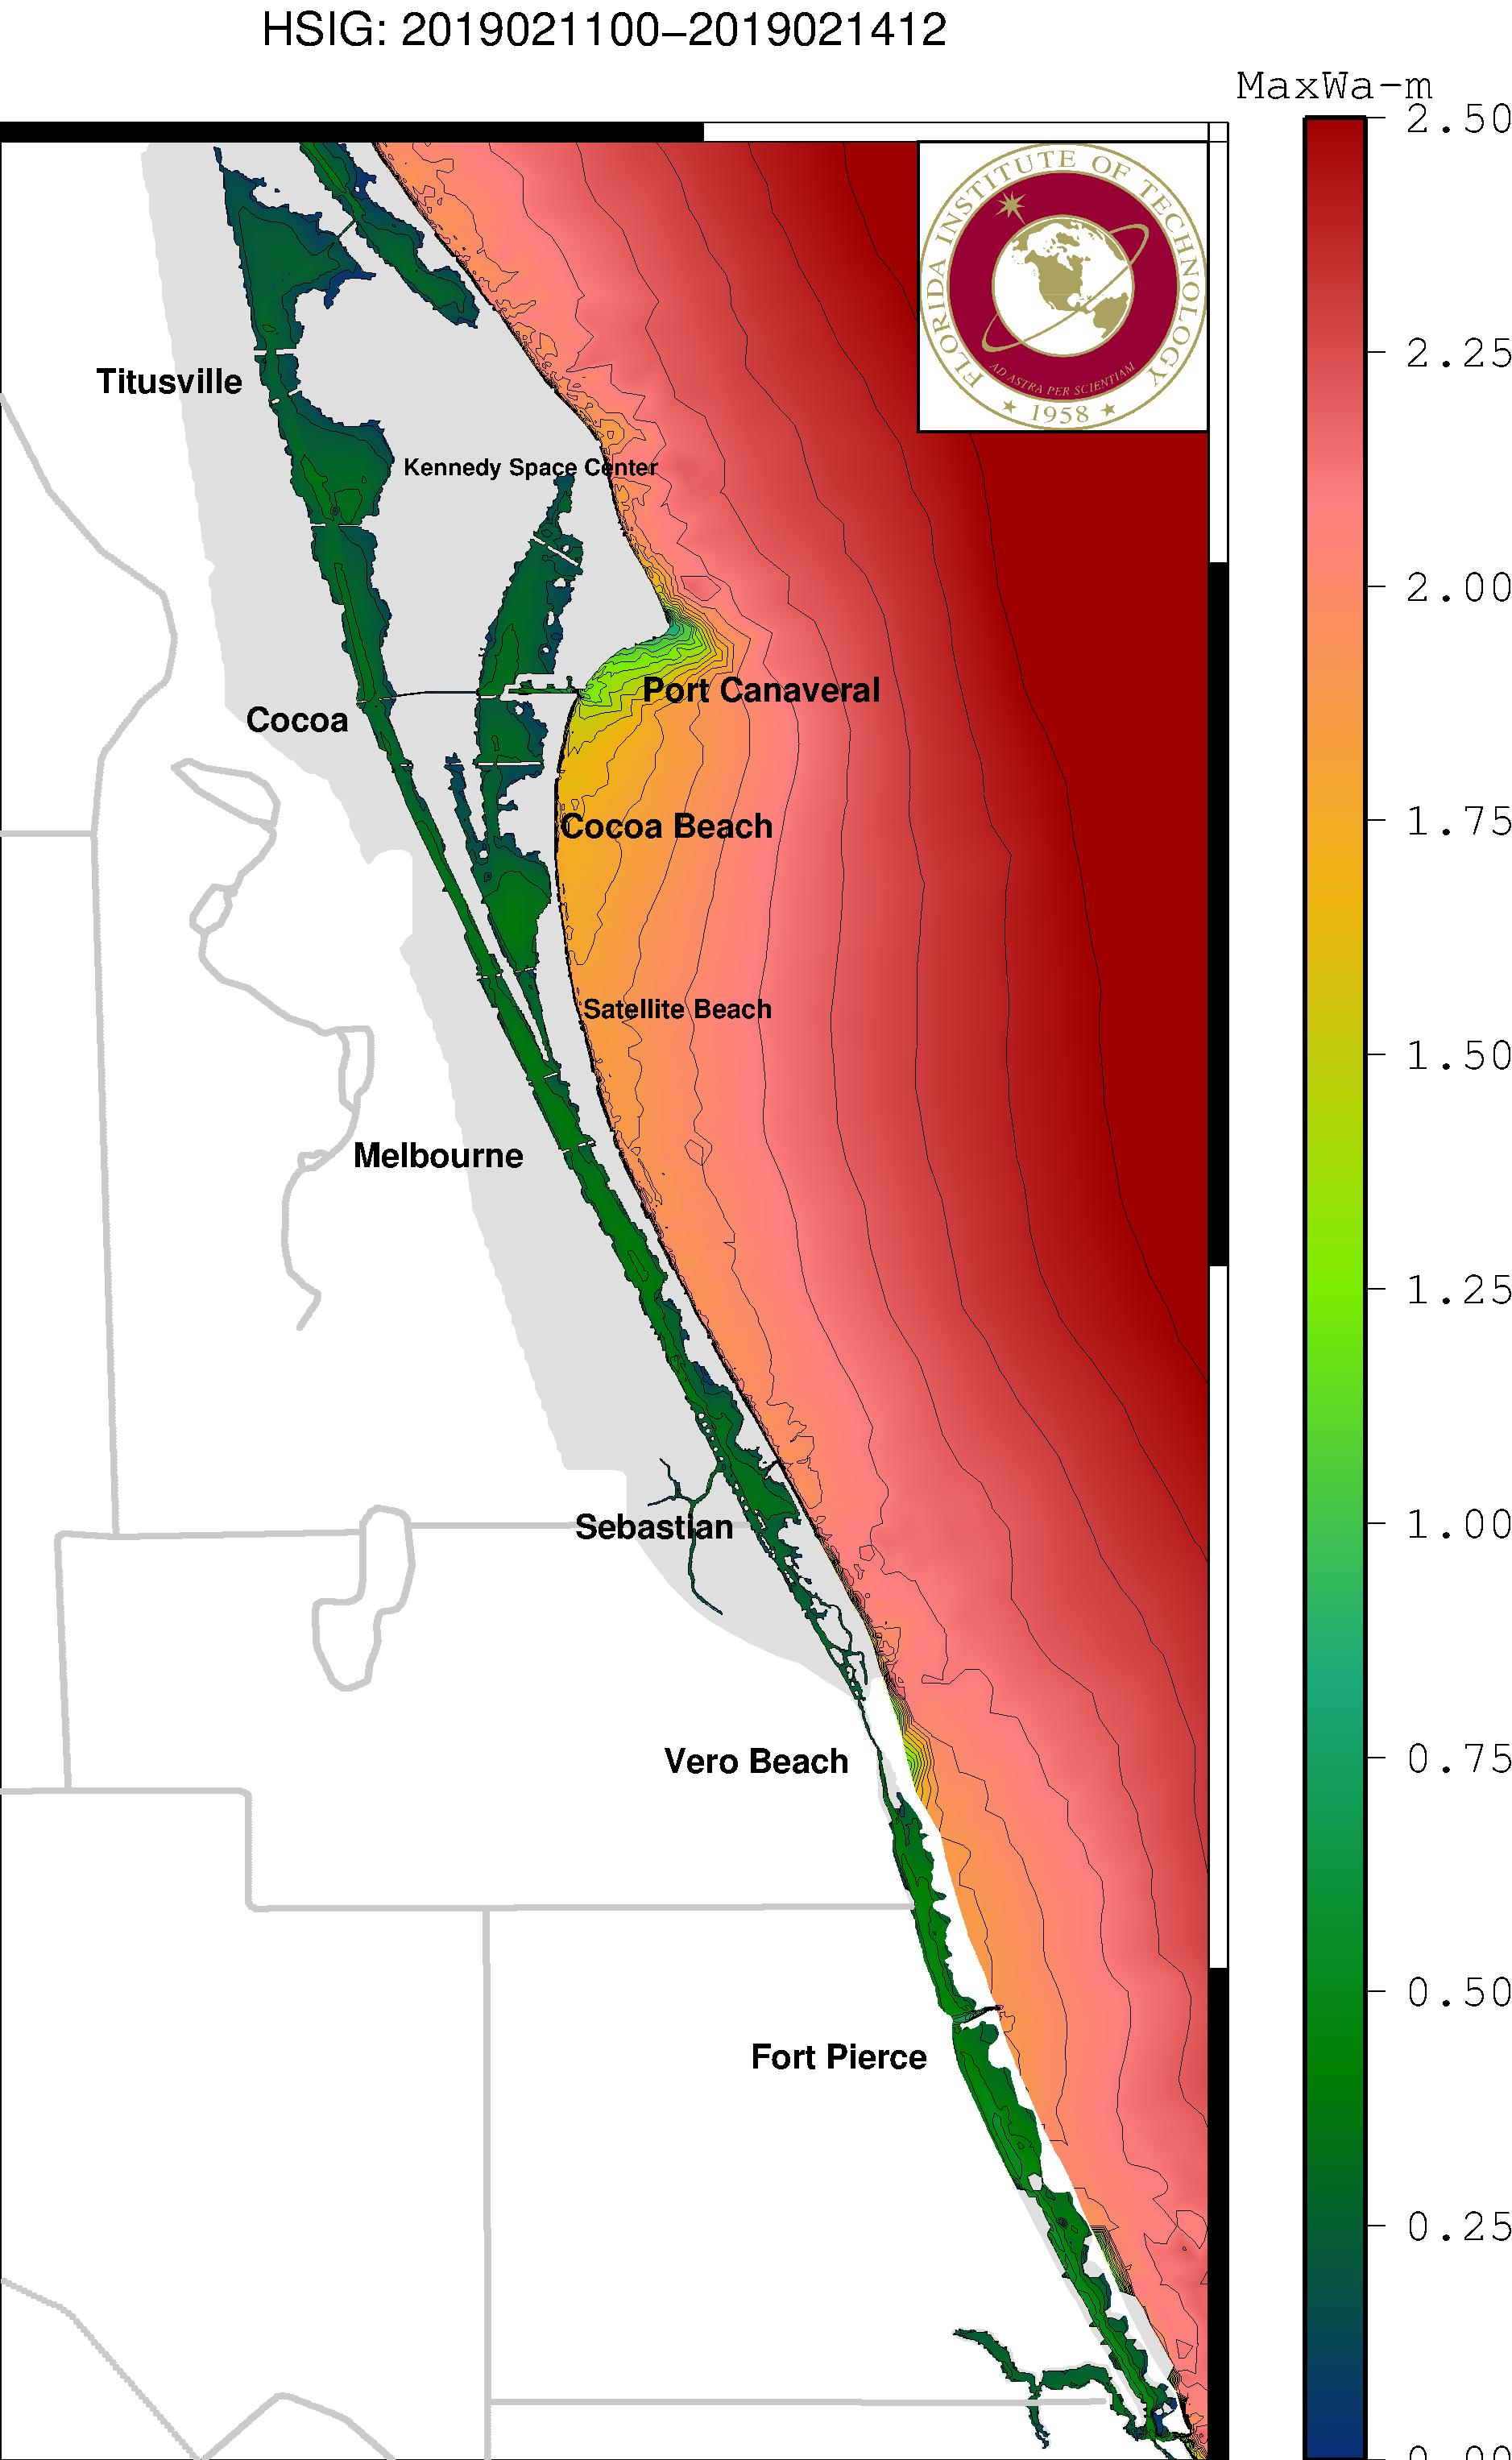 HSIG: 2019021100–2019021412
MaxWa-m
2.50
FLORIDA INSTITUTE OF TECHNOLOGY
AD ASTRA PER SCIENTIAM
★ 1958 ★
2.25
Titusville
Kennedy Space Center
2.00
Port Canaveral
Cocoa
1.75
Cocoa Beach
Satellite Beach
1.50
Melbourne
1.25
1.00
Sebastian
0.75
Vero Beach
0.50
Fort Pierce
0.25
0.00